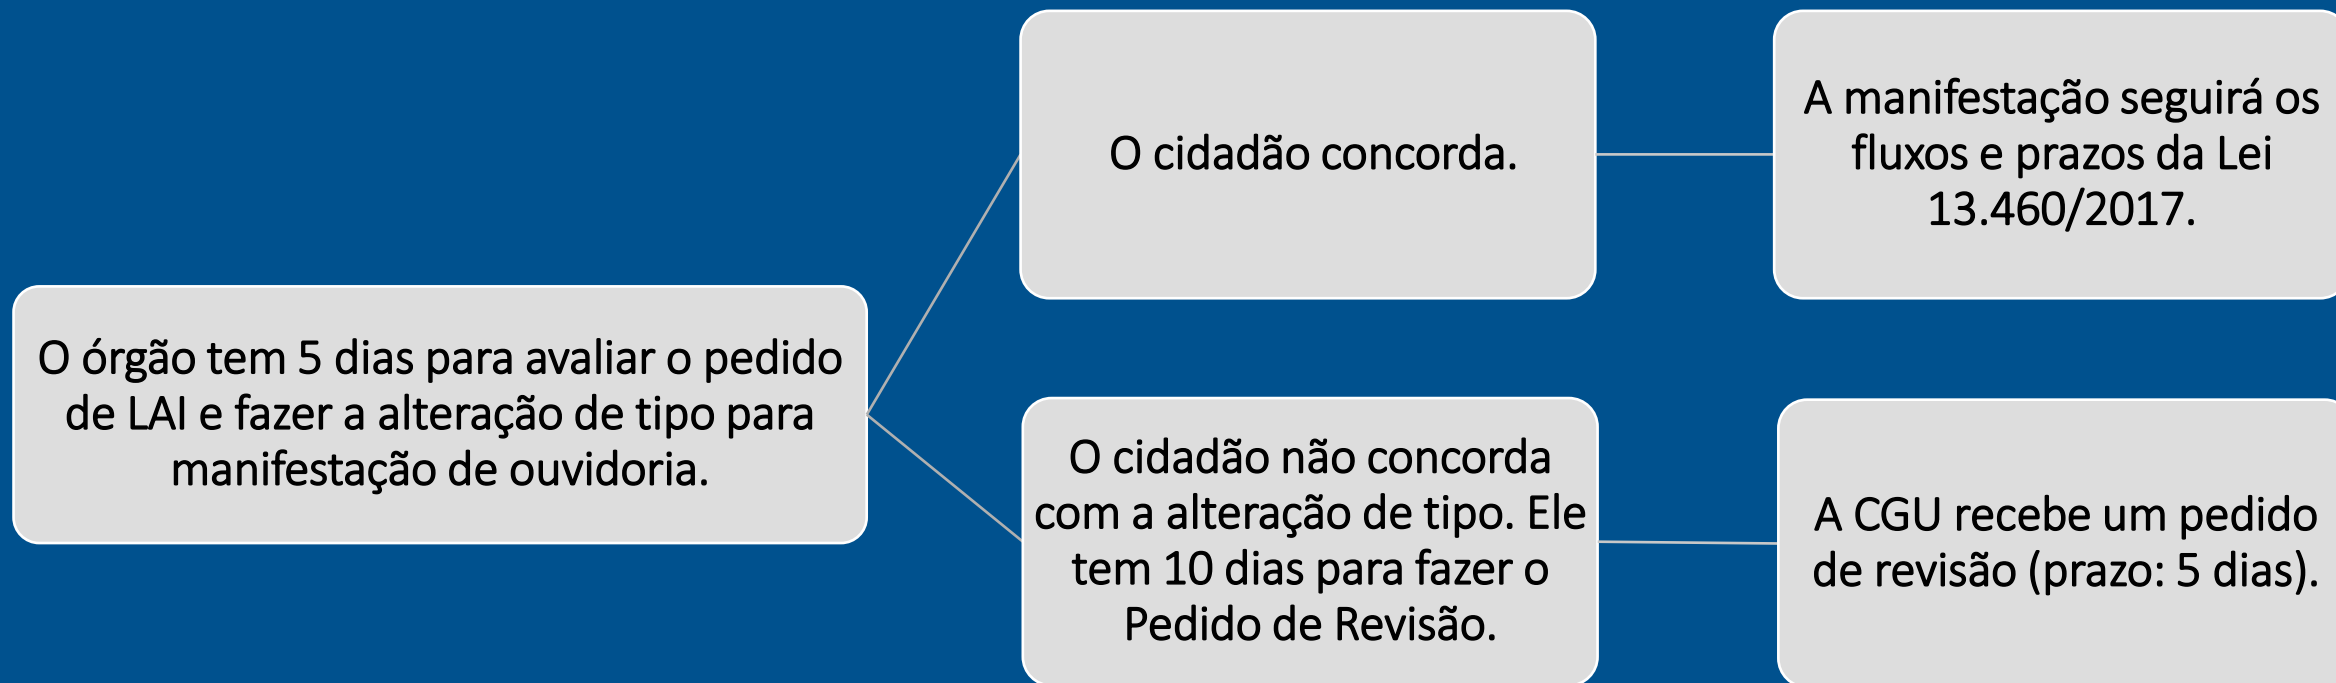 O órgão tem 5 dias para avaliar o pedido
de LAI e fazer a alteração de tipo para
manifestação de ouvidoria.
O cidadão concorda.
A manifestação seguirá os
fluxos e prazos da Lei
13.460/2017.
O cidadão não concorda
com a alteração de tipo. Ele
tem 10 dias para fazer o
Pedido de Revisão.
A CGU recebe um pedido
de revisão (prazo: 5 dias).